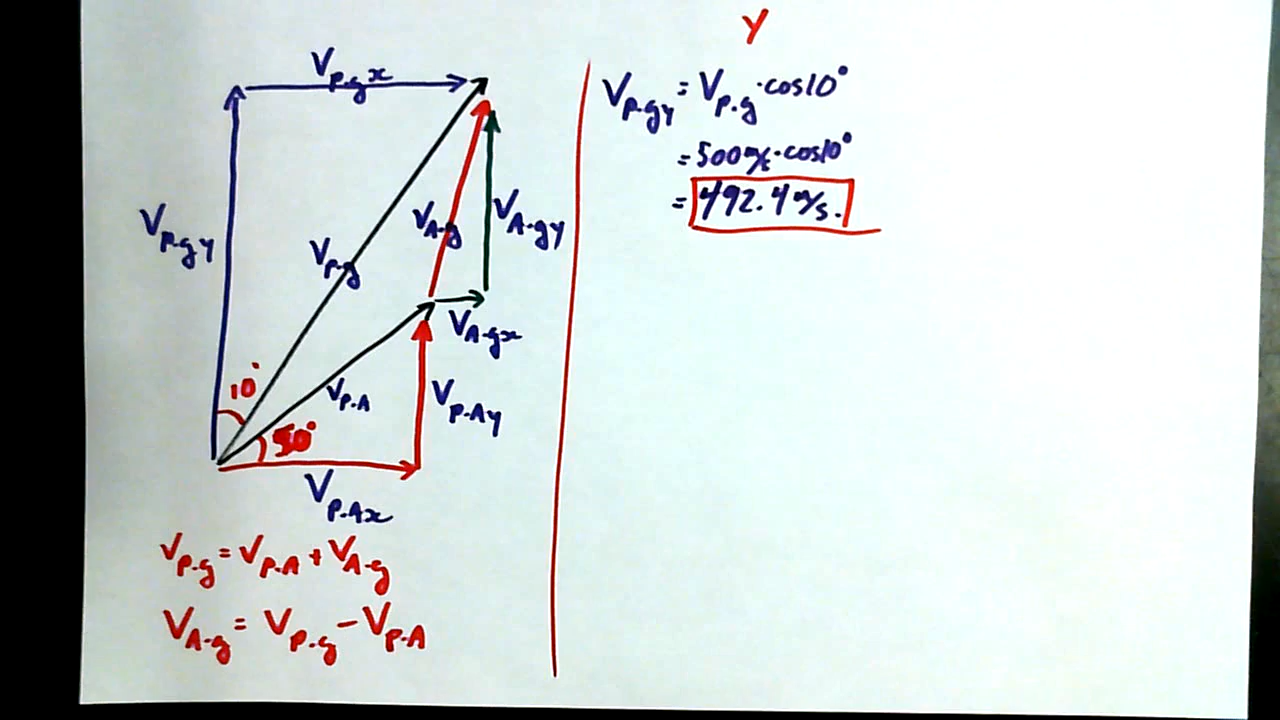 Y
Vp-gx
Vp-gy = Vp-g · cos10°
= 500 m/s · cos10°
= 492.4 m/s.
Vp-gy
Vp-g
VA-g
VA-gy
VA-gx
10°
Vp-A
Vp-Ay
50°
Vp-Ax
Vp-g = Vp-A + VA-g
VA-g = Vp-g - Vp-A